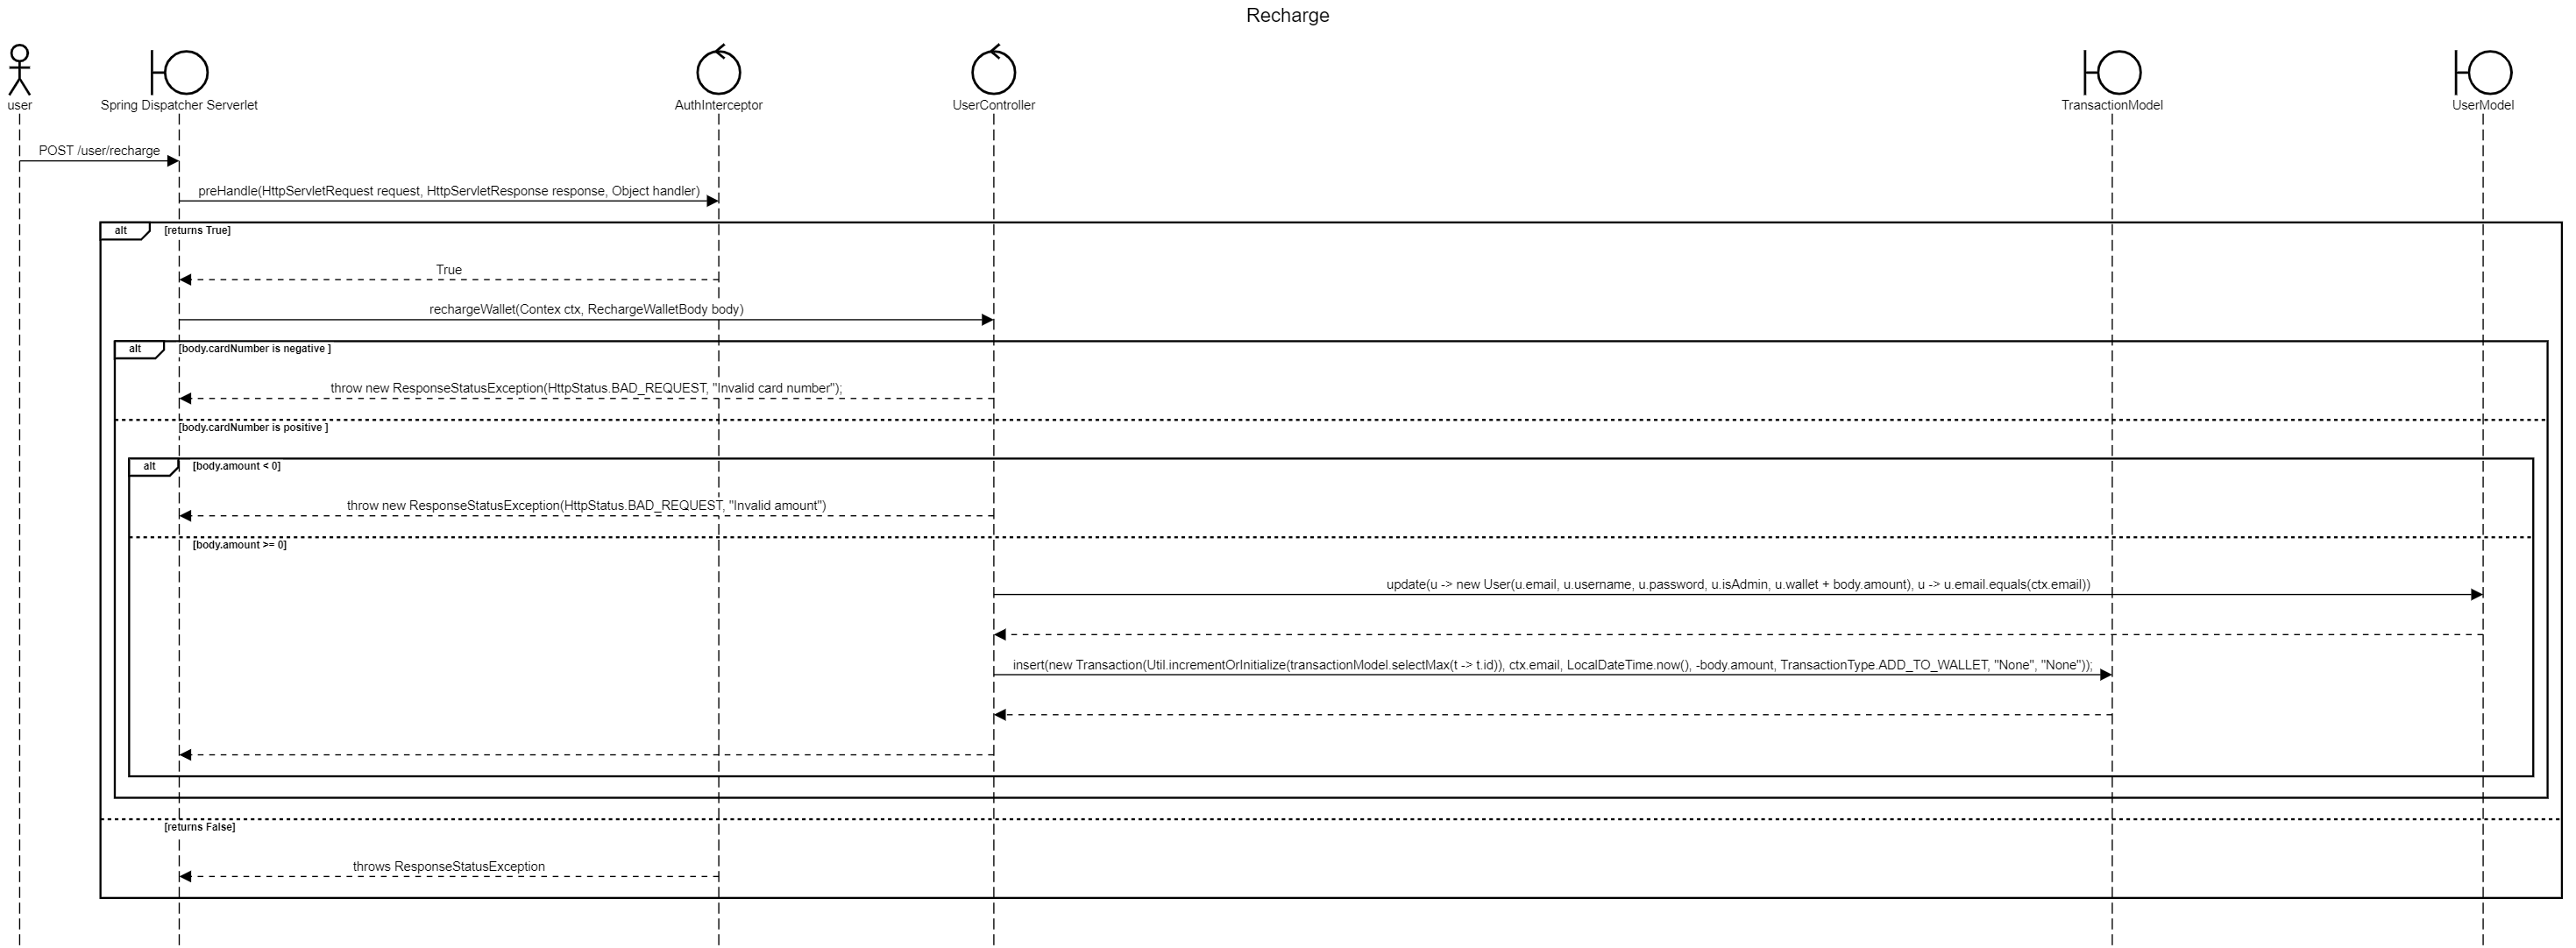 Recharge
user
Spring Dispatcher Serverlet
AuthInterceptor
UserController
TransactionModel
UserModel
POST /user/recharge
preHandle(HttpServletRequest request, HttpServletResponse response, Object handler)
alt [returns True]
True
rechargeWallet(Contex ctx, RechargeWalletBody body)
alt [body.cardNumber is negative ]
throw new ResponseStatusException(HttpStatus.BAD_REQUEST, "Invalid card number");
[body.cardNumber is positive ]
alt [body.amount < 0]
throw new ResponseStatusException(HttpStatus.BAD_REQUEST, "Invalid amount")
[body.amount >= 0]
update(u -> new User(u.email, u.username, u.password, u.isAdmin, u.wallet + body.amount), u -> u.email.equals(ctx.email))
insert(new Transaction(Util.incrementOrInitialize(transactionModel.selectMax(t -> t.id)), ctx.email, LocalDateTime.now(), -body.amount, TransactionType.ADD_TO_WALLET, "None", "None"));
[returns False]
throws ResponseStatusException